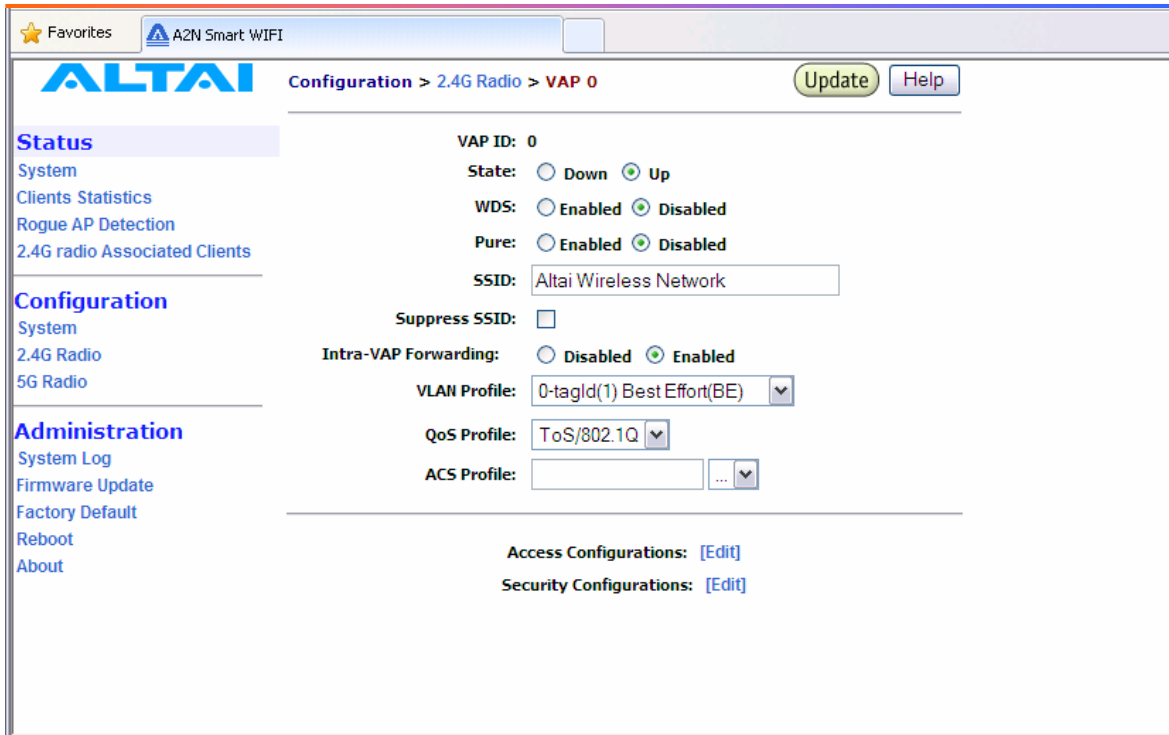 Favorites
A2N Smart WIFI
ALTAI
Configuration > 2.4G Radio > VAP 0
Update
Help
Status
System
Clients Statistics
Rogue AP Detection
2.4G radio Associated Clients
Configuration
System
2.4G Radio
5G Radio
Administration
System Log
Firmware Update
Factory Default
Reboot
About
VAP ID: 0
State: Down Up
WDS: Enabled Disabled
Pure: Enabled Disabled
SSID: Altai Wireless Network
Suppress SSID:
Intra-VAP Forwarding: Disabled Enabled
VLAN Profile: 0-tagId(1) Best Effort(BE)
QoS Profile: ToS/802.1Q
ACS Profile: ...
Access Configurations: [Edit]
Security Configurations: [Edit]